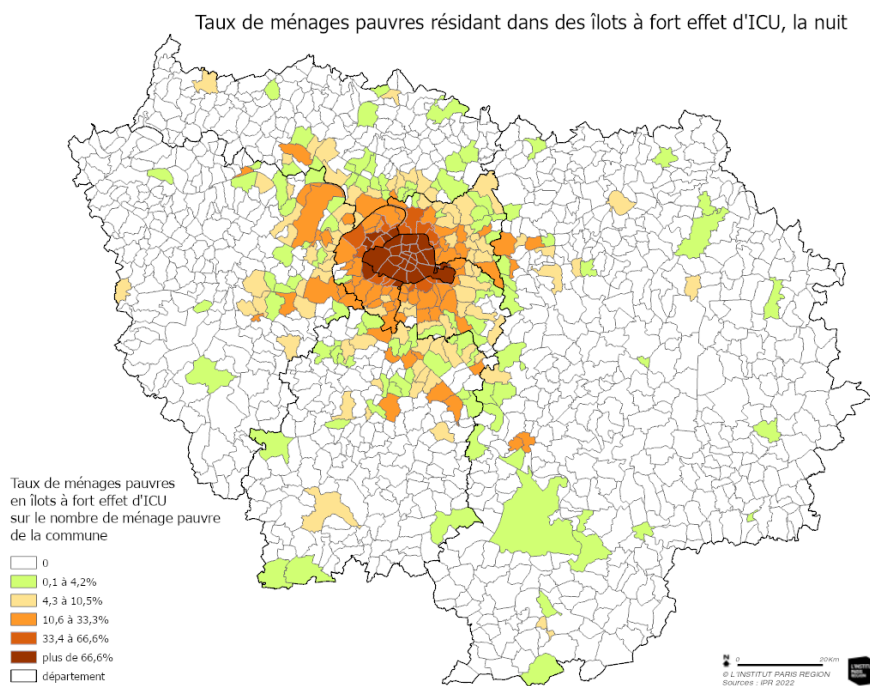 Taux de ménages pauvres résidant dans des îlots à fort effet d'ICU, la nuit
Taux de ménages pauvres
en îlots à fort effet d'ICU
sur le nombre de ménage pauvre
de la commune
0
0,1 à 4,2%
4,3 à 10,5%
10,6 à 33,3%
33,4 à 66,6%
plus de 66,6%
département
N
0 20Km
© L'INSTITUT PARIS REGION
Sources : IPR 2022
L'INSTITUT
PARIS
REGION